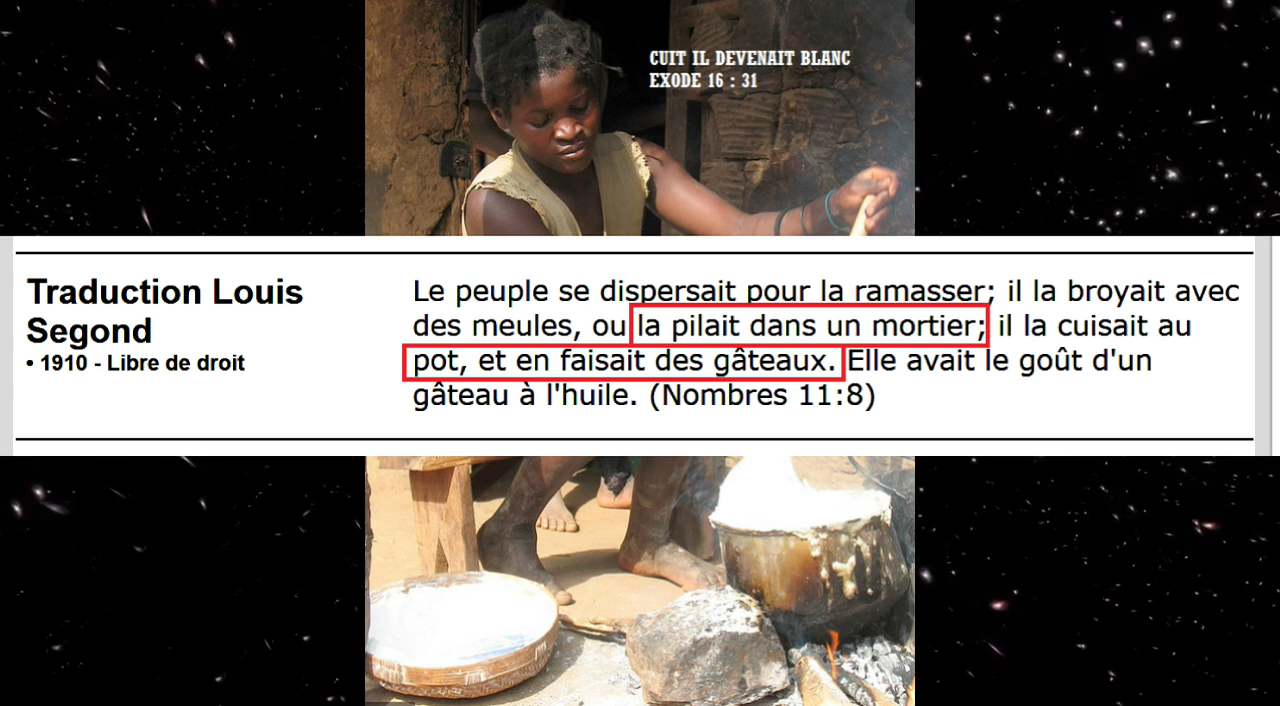 CUIT IL DEVENAIT BLANC
EXODE 16 : 31
Traduction Louis
Segond
• 1910 - Libre de droit
Le peuple se dispersait pour la ramasser; il la broyait avec
des meules, ou la pilait dans un mortier; il la cuisait au
pot, et en faisait des gâteaux. Elle avait le goût d'un
gâteau à l'huile. (Nombres 11:8)